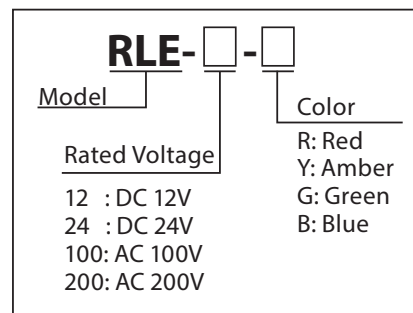 RLE-□-□
Model
Color
R: Red
Y: Amber
G: Green
B: Blue
Rated Voltage
12 : DC 12V
24 : DC 24V
100: AC 100V
200: AC 200V